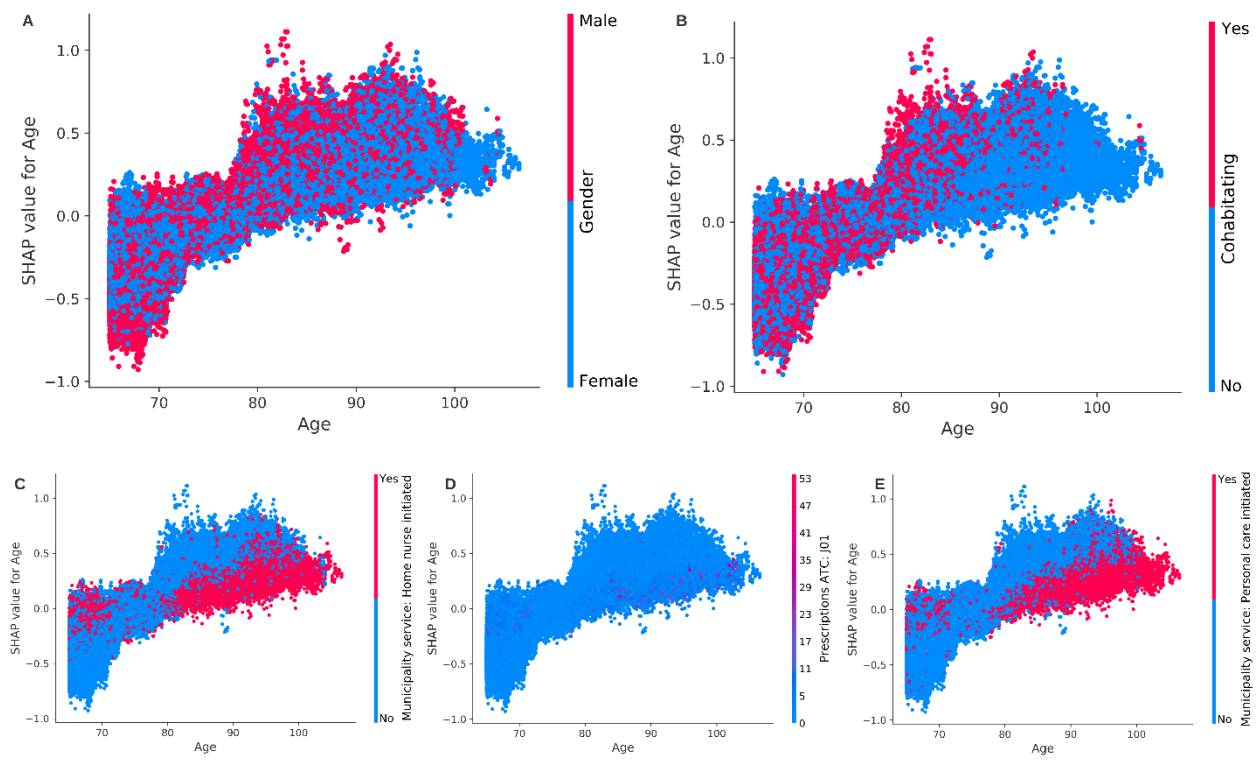 A
SHAP value for Age
1.0
0.5
0.0
−0.5
−1.0
70
80
90
100
Age
Male
Gender
Female
B
SHAP value for Age
1.0
0.5
0.0
−0.5
−1.0
70
80
90
100
Age
Yes
Cohabitating
No
C
SHAP value for Age
1.0
0.5
0.0
−0.5
−1.0
70
80
90
100
Age
Yes
Municipality service: Home nurse initiated
No
D
SHAP value for Age
1.0
0.5
0.0
−0.5
−1.0
70
80
90
100
Age
53
47
41
35
29
23
17
11
5
0
Prescriptions ATC: J01
E
SHAP value for Age
1.0
0.5
0.0
−0.5
−1.0
70
80
90
100
Age
Yes
Municipality service: Personal care initiated
No